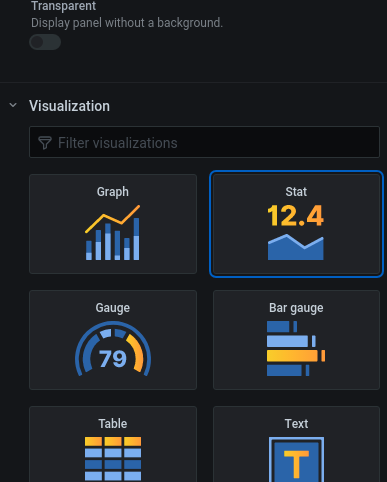 Transparent
Display panel without a background.
Visualization
Filter visualizations
Graph
Stat
12.4
Gauge
79
Bar gauge
Table
Text
T